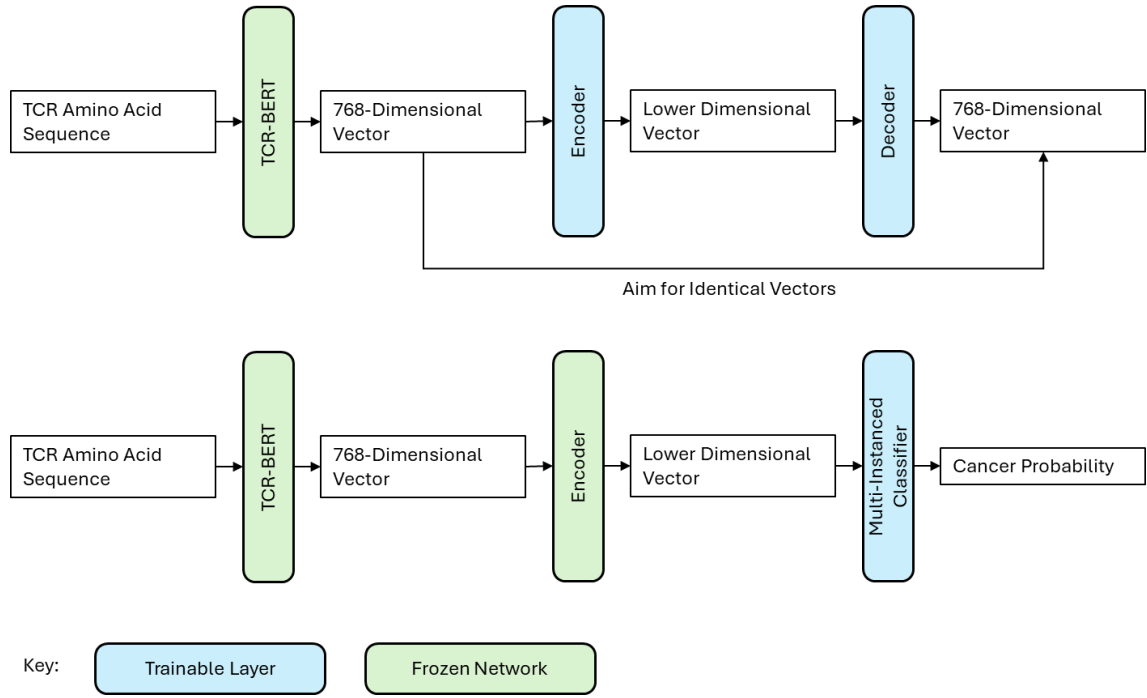 TCR Amino Acid
Sequence
TCR-BERT
768-Dimensional
Vector
Encoder
Lower Dimensional
Vector
Decoder
768-Dimensional
Vector
Aim for Identical Vectors
TCR Amino Acid
Sequence
TCR-BERT
768-Dimensional
Vector
Encoder
Lower Dimensional
Vector
Multi-Instanced
Classifier
Cancer Probability
Key:
Trainable Layer
Frozen Network